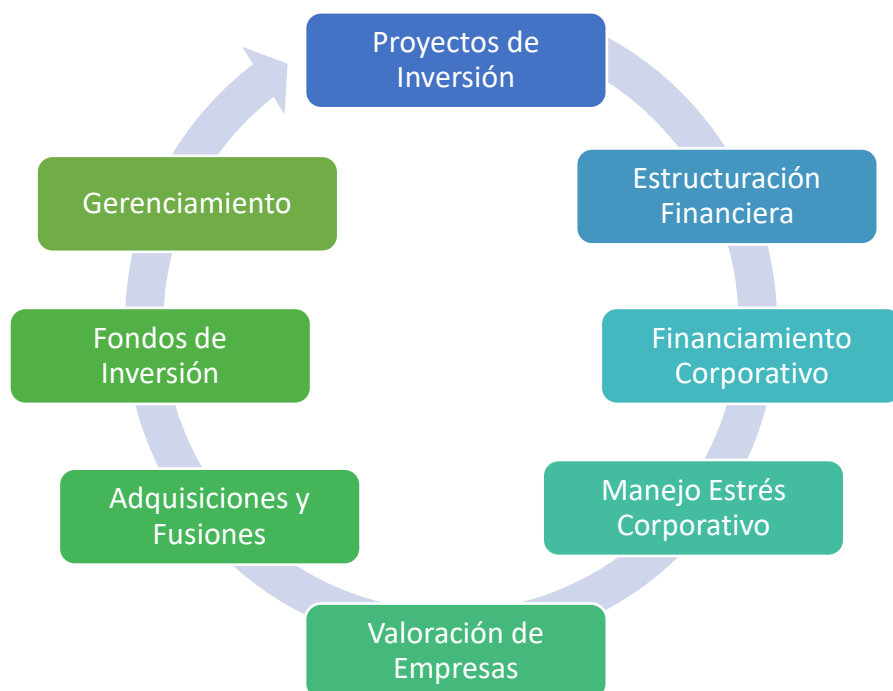 Proyectos de
Inversión
Estructuración
Financiera
Financiamiento
Corporativo
Manejo Estrés
Corporativo
Valoración de
Empresas
Adquisiciones y
Fusiones
Fondos de
Inversión
Gerenciamiento